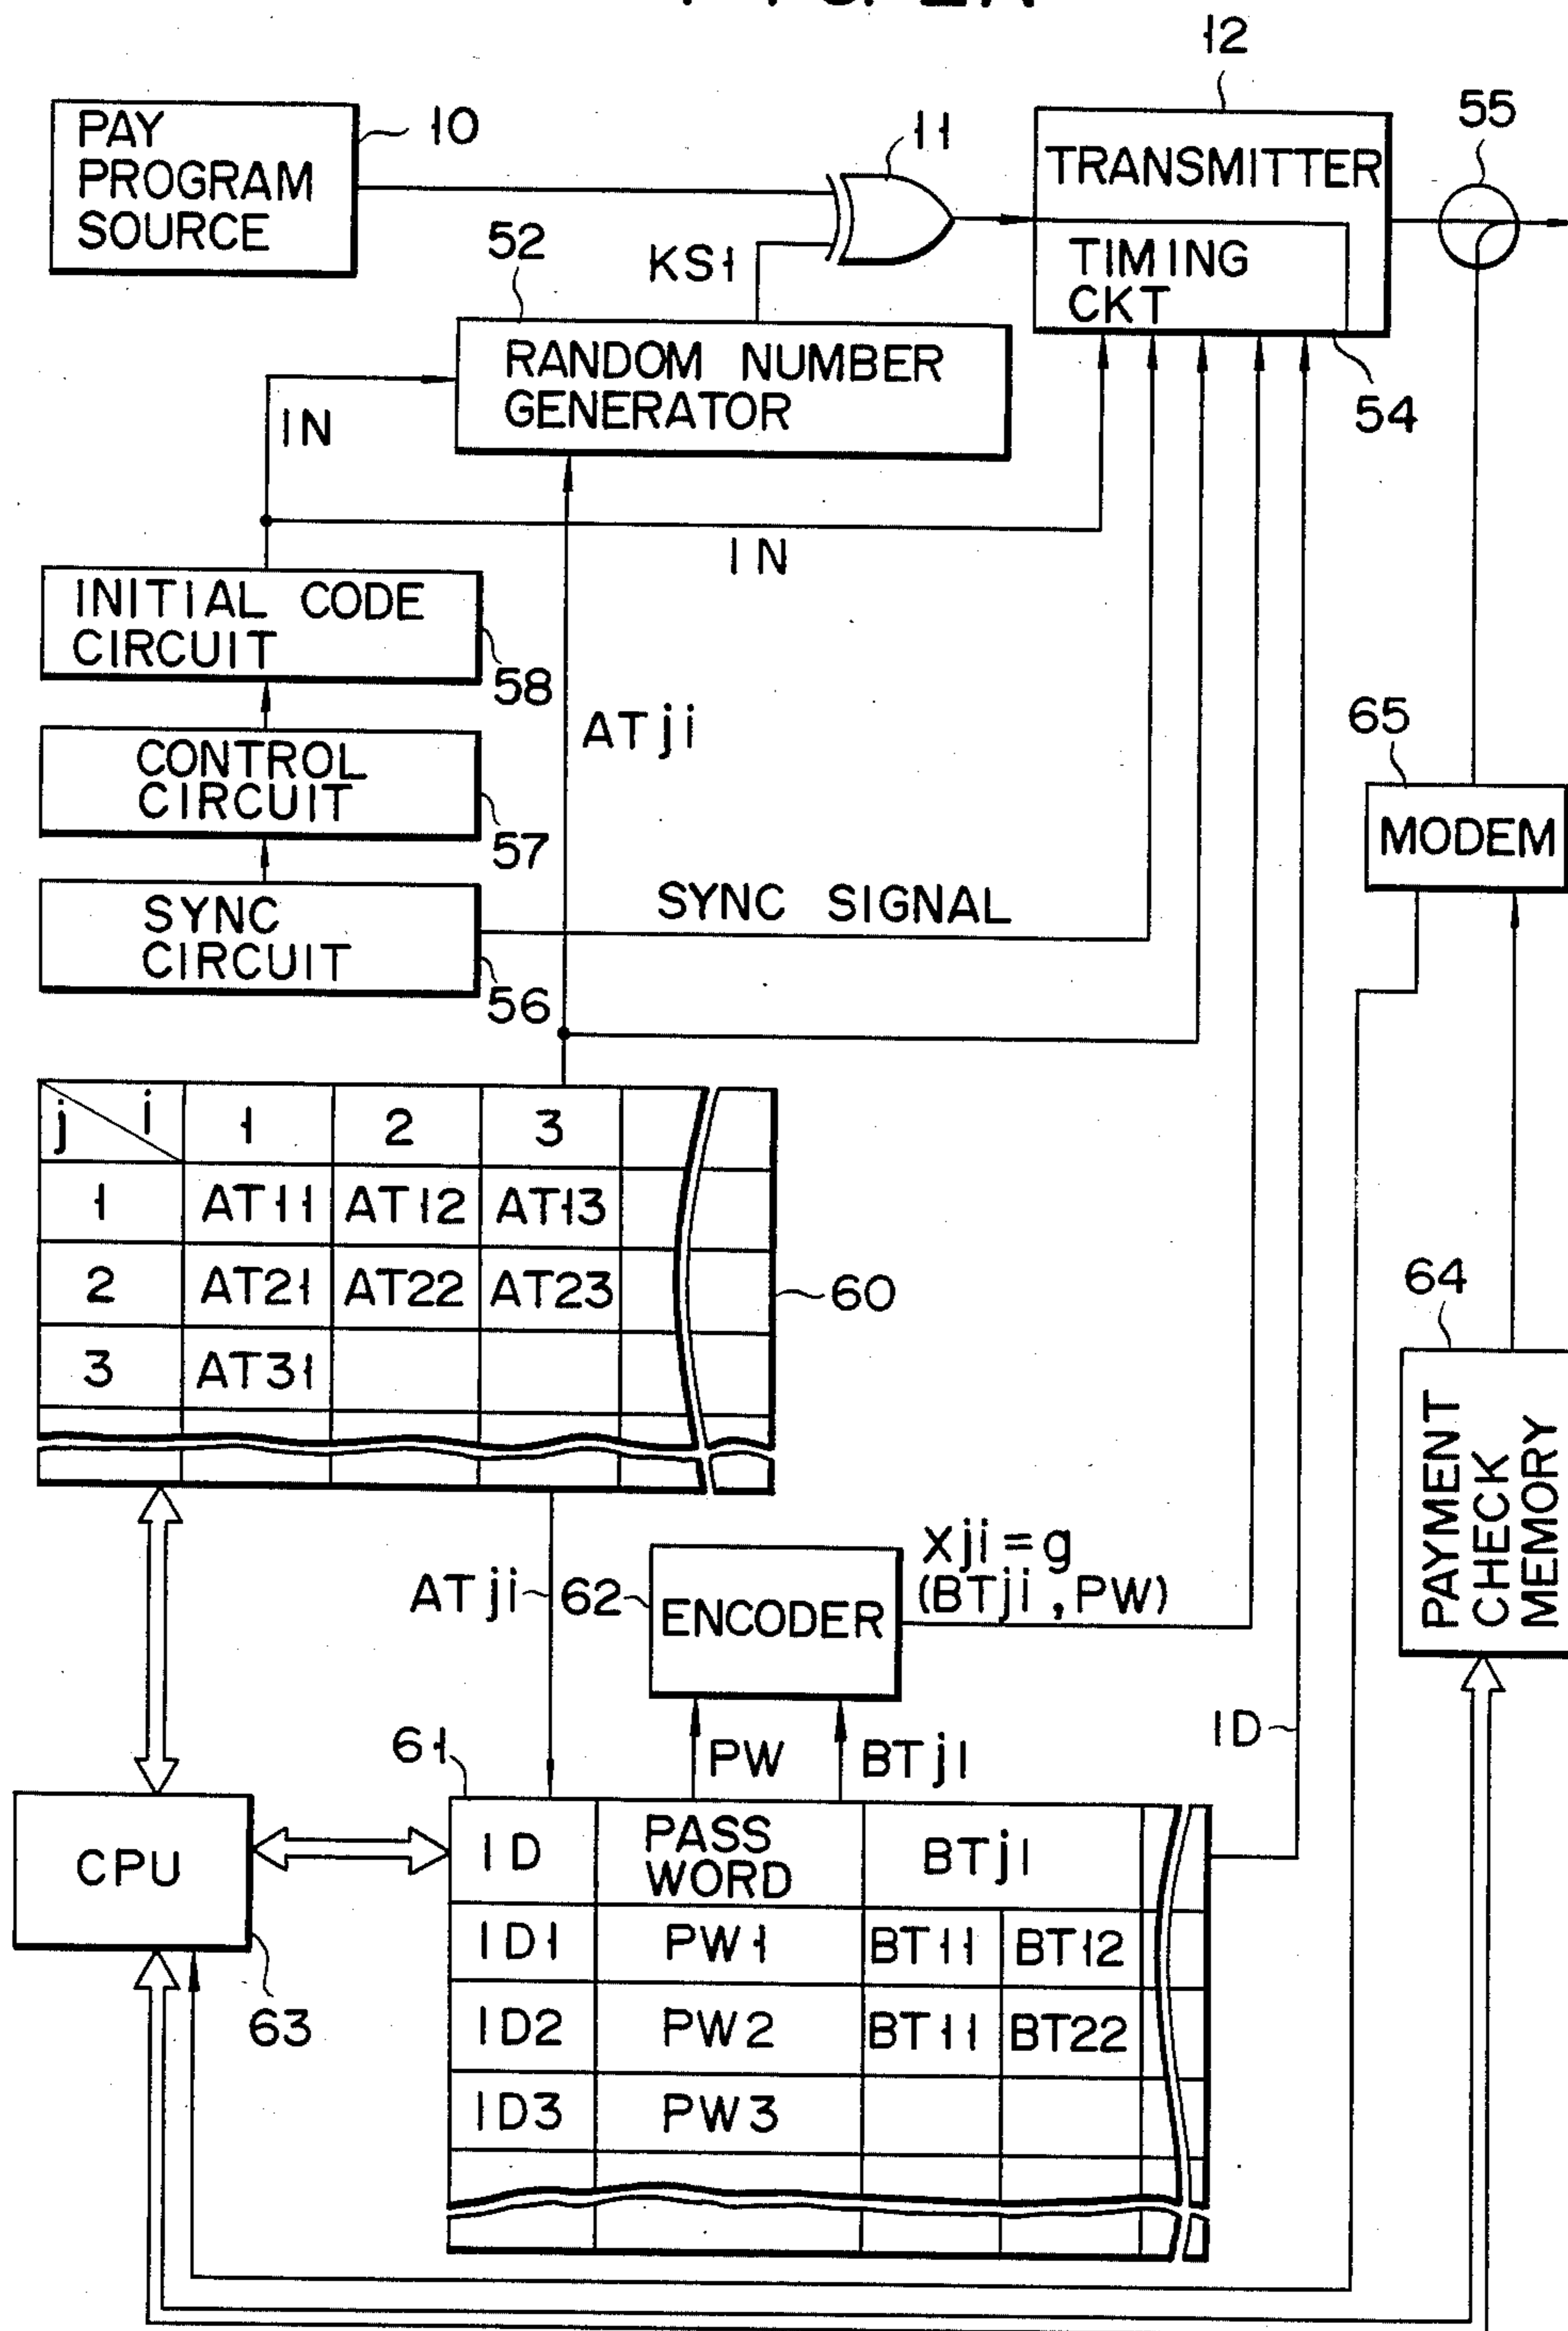 12
PAY
PROGRAM
SOURCE
10
11
TRANSMITTER
55
52
KS1
TIMING
CKT
RANDOM NUMBER
GENERATOR
54
IN
IN
INITIAL CODE
CIRCUIT
58
ATji
65
CONTROL
CIRCUIT
57
MODEM
SYNC
CIRCUIT
SYNC SIGNAL
56
j i 1 2 3
1 AT11 AT12 AT13
2 AT21 AT22 AT23
3 AT31
60
64
PAYMENT
CHECK
MEMORY
ATji
62
ENCODER
xji=g
(BTji,PW)
61
PW
BTj1
ID
CPU
63
ID PASS
WORD BTj1
ID1 PW1 BT11 BT12
ID2 PW2 BT11 BT22
ID3 PW3